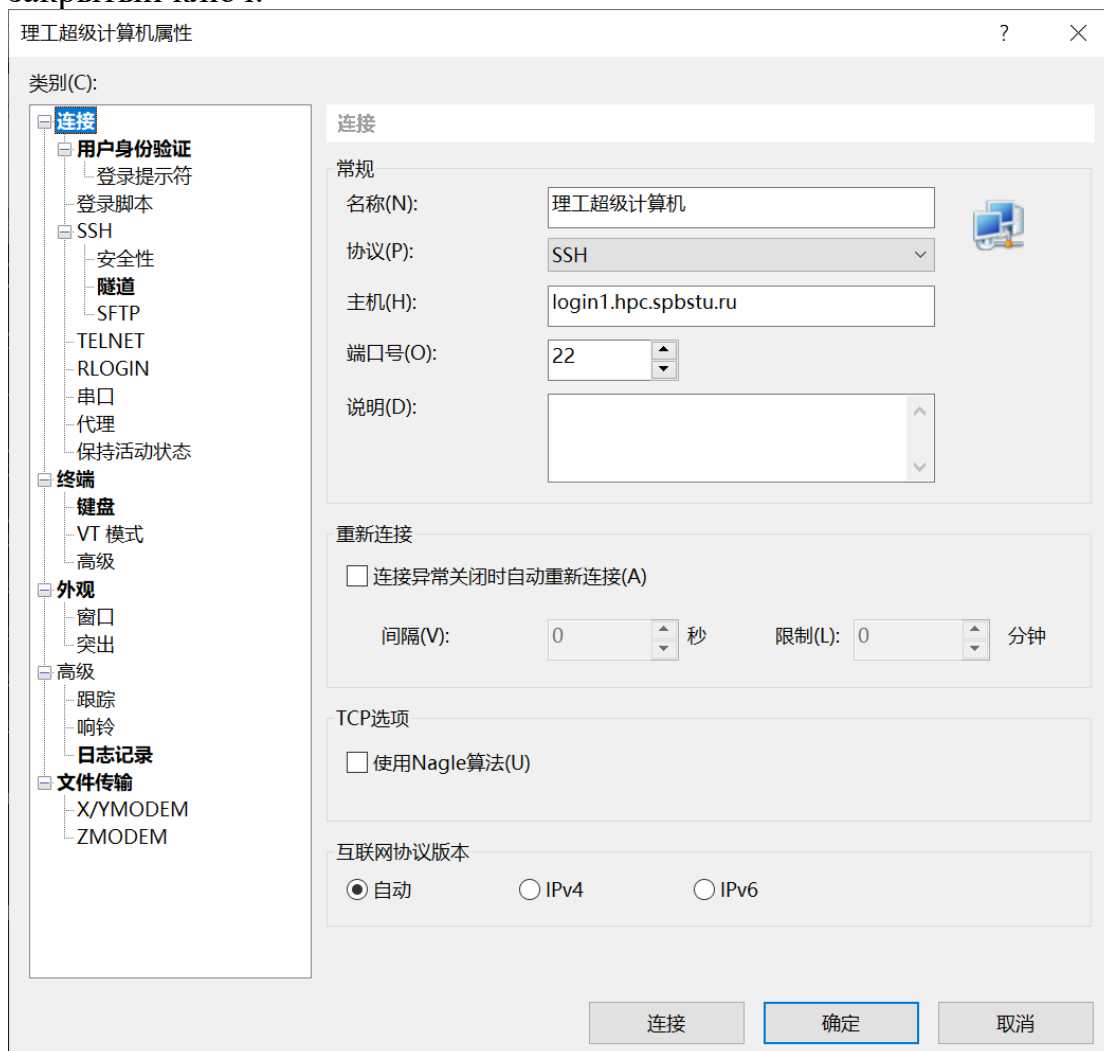 закрытый ключ.
理工超级计算机属性
?
类别(C):
连接
用户身份验证
登录提示符
登录脚本
SSH
安全性
隧道
SFTP
TELNET
RLOGIN
串口
代理
保持活动状态
终端
键盘
VT 模式
高级
外观
窗口
突出
高级
跟踪
响铃
日志记录
文件传输
X/YMODEM
ZMODEM
连接
常规
名称(N): 理工超级计算机
协议(P): SSH
主机(H): login1.hpc.spbstu.ru
端口号(O): 22
说明(D):
重新连接
连接异常关闭时自动重新连接(A)
间隔(V): 0 秒 限制(L): 0 分钟
TCP选项
使用Nagle算法(U)
互联网协议版本
自动 IPv4 IPv6
连接 确定 取消